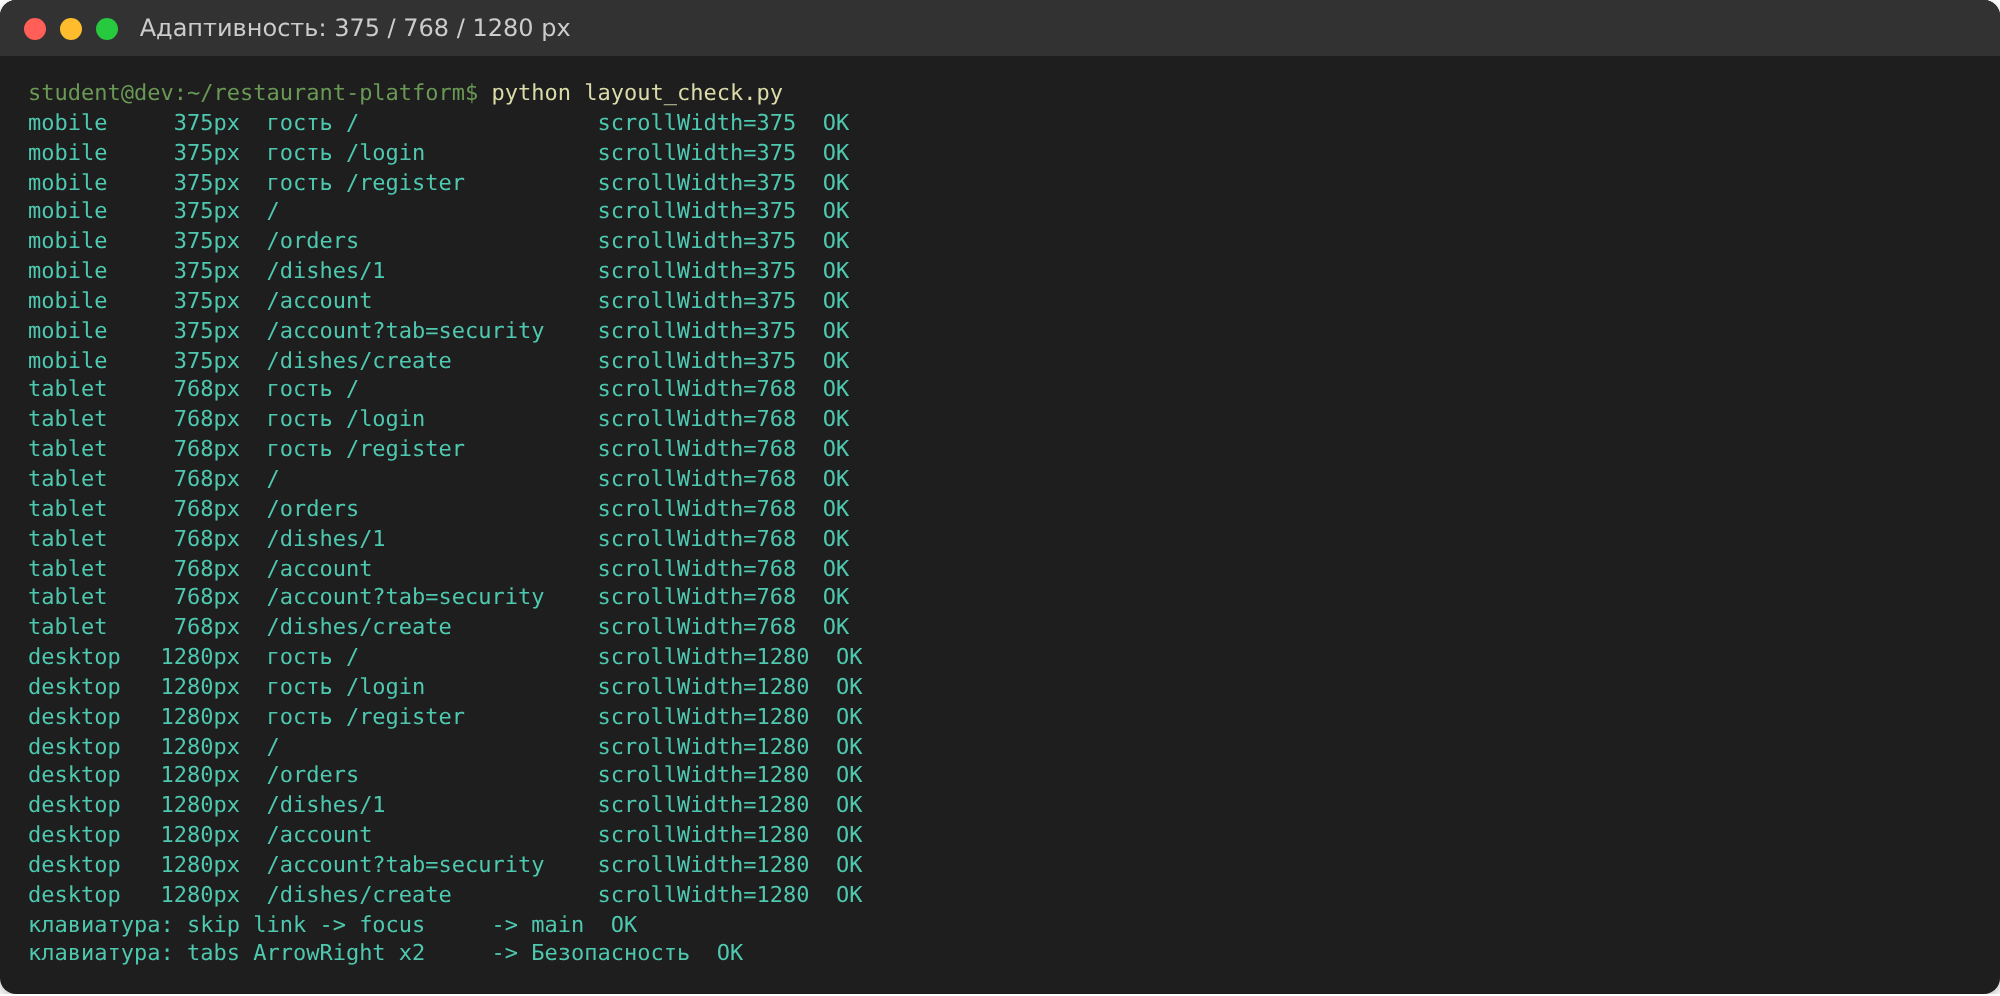 Адаптивность: 375 / 768 / 1280 px
student@dev:~/restaurant-platform$ python layout_check.py
mobile     375px  гость /                  scrollWidth=375  OK
mobile     375px  гость /login             scrollWidth=375  OK
mobile     375px  гость /register          scrollWidth=375  OK
mobile     375px  /                        scrollWidth=375  OK
mobile     375px  /orders                  scrollWidth=375  OK
mobile     375px  /dishes/1                scrollWidth=375  OK
mobile     375px  /account                 scrollWidth=375  OK
mobile     375px  /account?tab=security    scrollWidth=375  OK
mobile     375px  /dishes/create           scrollWidth=375  OK
tablet     768px  гость /                  scrollWidth=768  OK
tablet     768px  гость /login             scrollWidth=768  OK
tablet     768px  гость /register          scrollWidth=768  OK
tablet     768px  /                        scrollWidth=768  OK
tablet     768px  /orders                  scrollWidth=768  OK
tablet     768px  /dishes/1                scrollWidth=768  OK
tablet     768px  /account                 scrollWidth=768  OK
tablet     768px  /account?tab=security    scrollWidth=768  OK
tablet     768px  /dishes/create           scrollWidth=768  OK
desktop   1280px  гость /                  scrollWidth=1280  OK
desktop   1280px  гость /login             scrollWidth=1280  OK
desktop   1280px  гость /register          scrollWidth=1280  OK
desktop   1280px  /                        scrollWidth=1280  OK
desktop   1280px  /orders                  scrollWidth=1280  OK
desktop   1280px  /dishes/1                scrollWidth=1280  OK
desktop   1280px  /account                 scrollWidth=1280  OK
desktop   1280px  /account?tab=security    scrollWidth=1280  OK
desktop   1280px  /dishes/create           scrollWidth=1280  OK
клавиатура: skip link -> focus     -> main  OK
клавиатура: tabs ArrowRight x2     -> Безопасность  OK